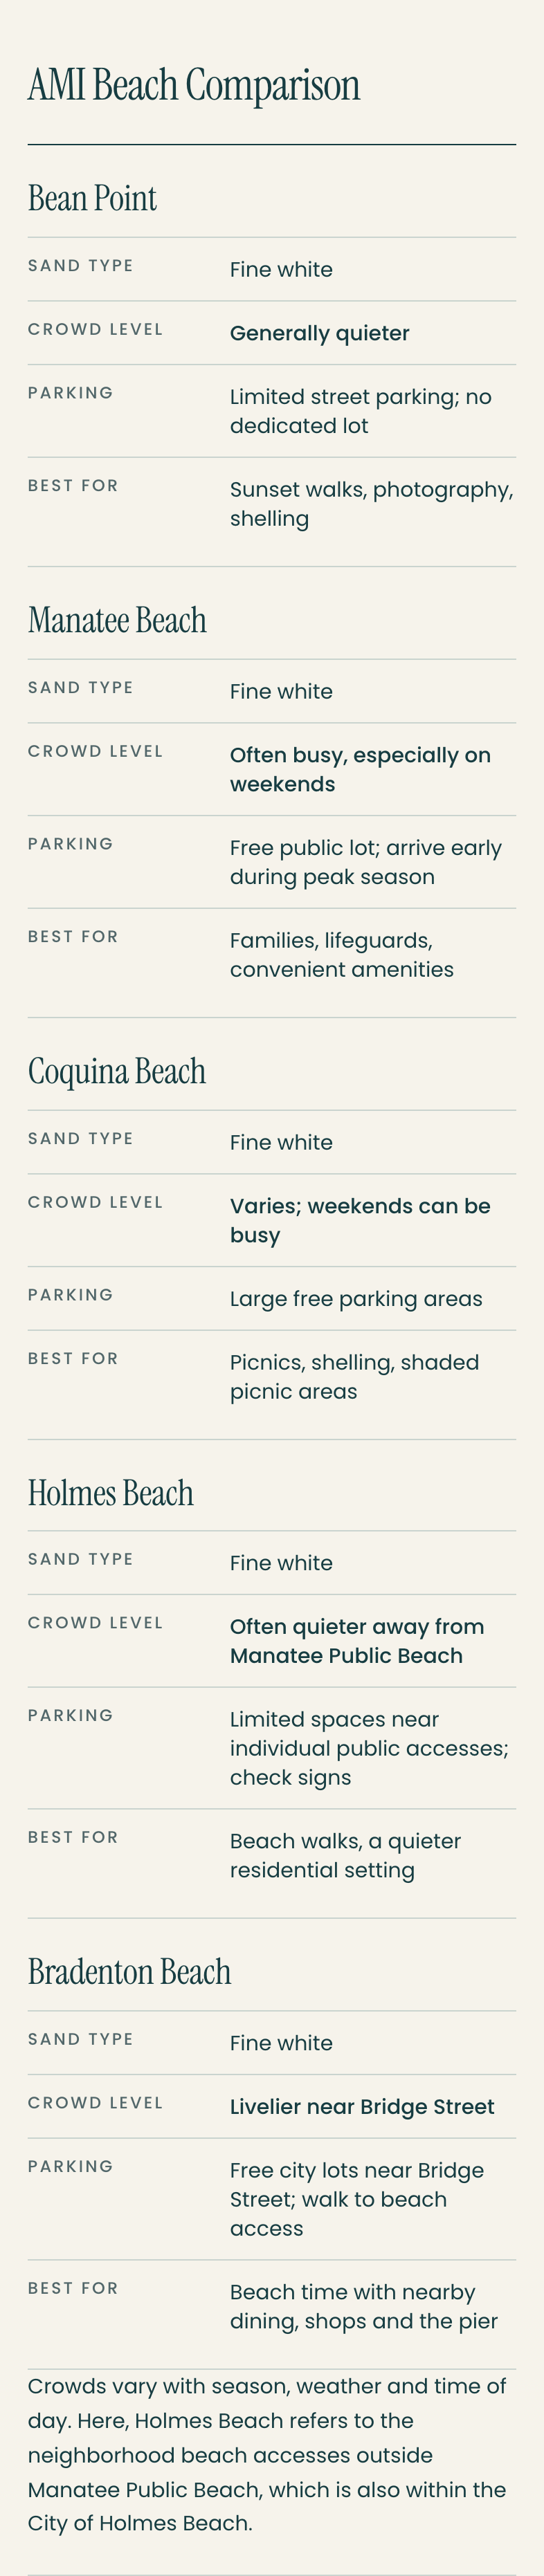 AMI Beach Comparison
Bean Point
SAND TYPE Fine white
CROWD LEVEL Generally quieter
PARKING Limited street parking; no
dedicated lot
BEST FOR Sunset walks, photography,
shelling
Manatee Beach
SAND TYPE Fine white
CROWD LEVEL Often busy, especially on
weekends
PARKING Free public lot; arrive early
during peak season
BEST FOR Families, lifeguards,
convenient amenities
Coquina Beach
SAND TYPE Fine white
CROWD LEVEL Varies; weekends can be
busy
PARKING Large free parking areas
BEST FOR Picnics, shelling, shaded
picnic areas
Holmes Beach
SAND TYPE Fine white
CROWD LEVEL Often quieter away from
Manatee Public Beach
PARKING Limited spaces near
individual public accesses;
check signs
BEST FOR Beach walks, a quieter
residential setting
Bradenton Beach
SAND TYPE Fine white
CROWD LEVEL Livelier near Bridge Street
PARKING Free city lots near Bridge
Street; walk to beach
access
BEST FOR Beach time with nearby
dining, shops and the pier
Crowds vary with season, weather and time of
day. Here, Holmes Beach refers to the
neighborhood beach accesses outside
Manatee Public Beach, which is also within the
City of Holmes Beach.